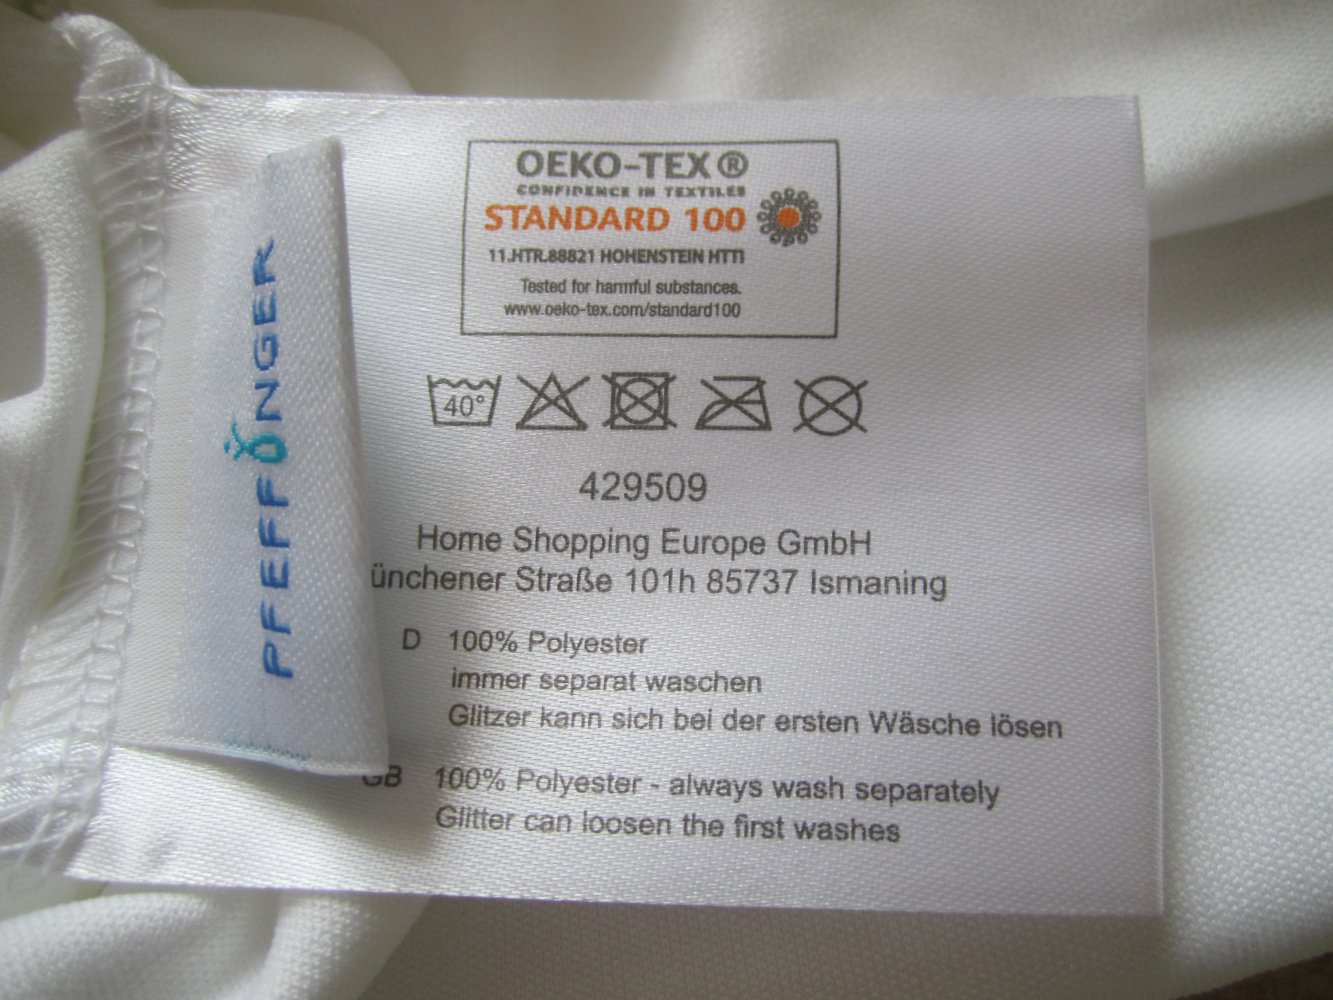 OEKO-TEX®
CONFIDENCE IN TEXTILES
STANDARD 100
11.HTR.88821 HOHENSTEIN HTTI
Tested for harmful substances.
www.oeko-tex.com/standard100
40°
429509
Home Shopping Europe GmbH
ünchener Straße 101h 85737 Ismaning
D 100% Polyester
immer separat waschen
Glitzer kann sich bei der ersten Wäsche lösen
GB 100% Polyester - always wash separately
Glitter can loosen the first washes
PFEFFINGER